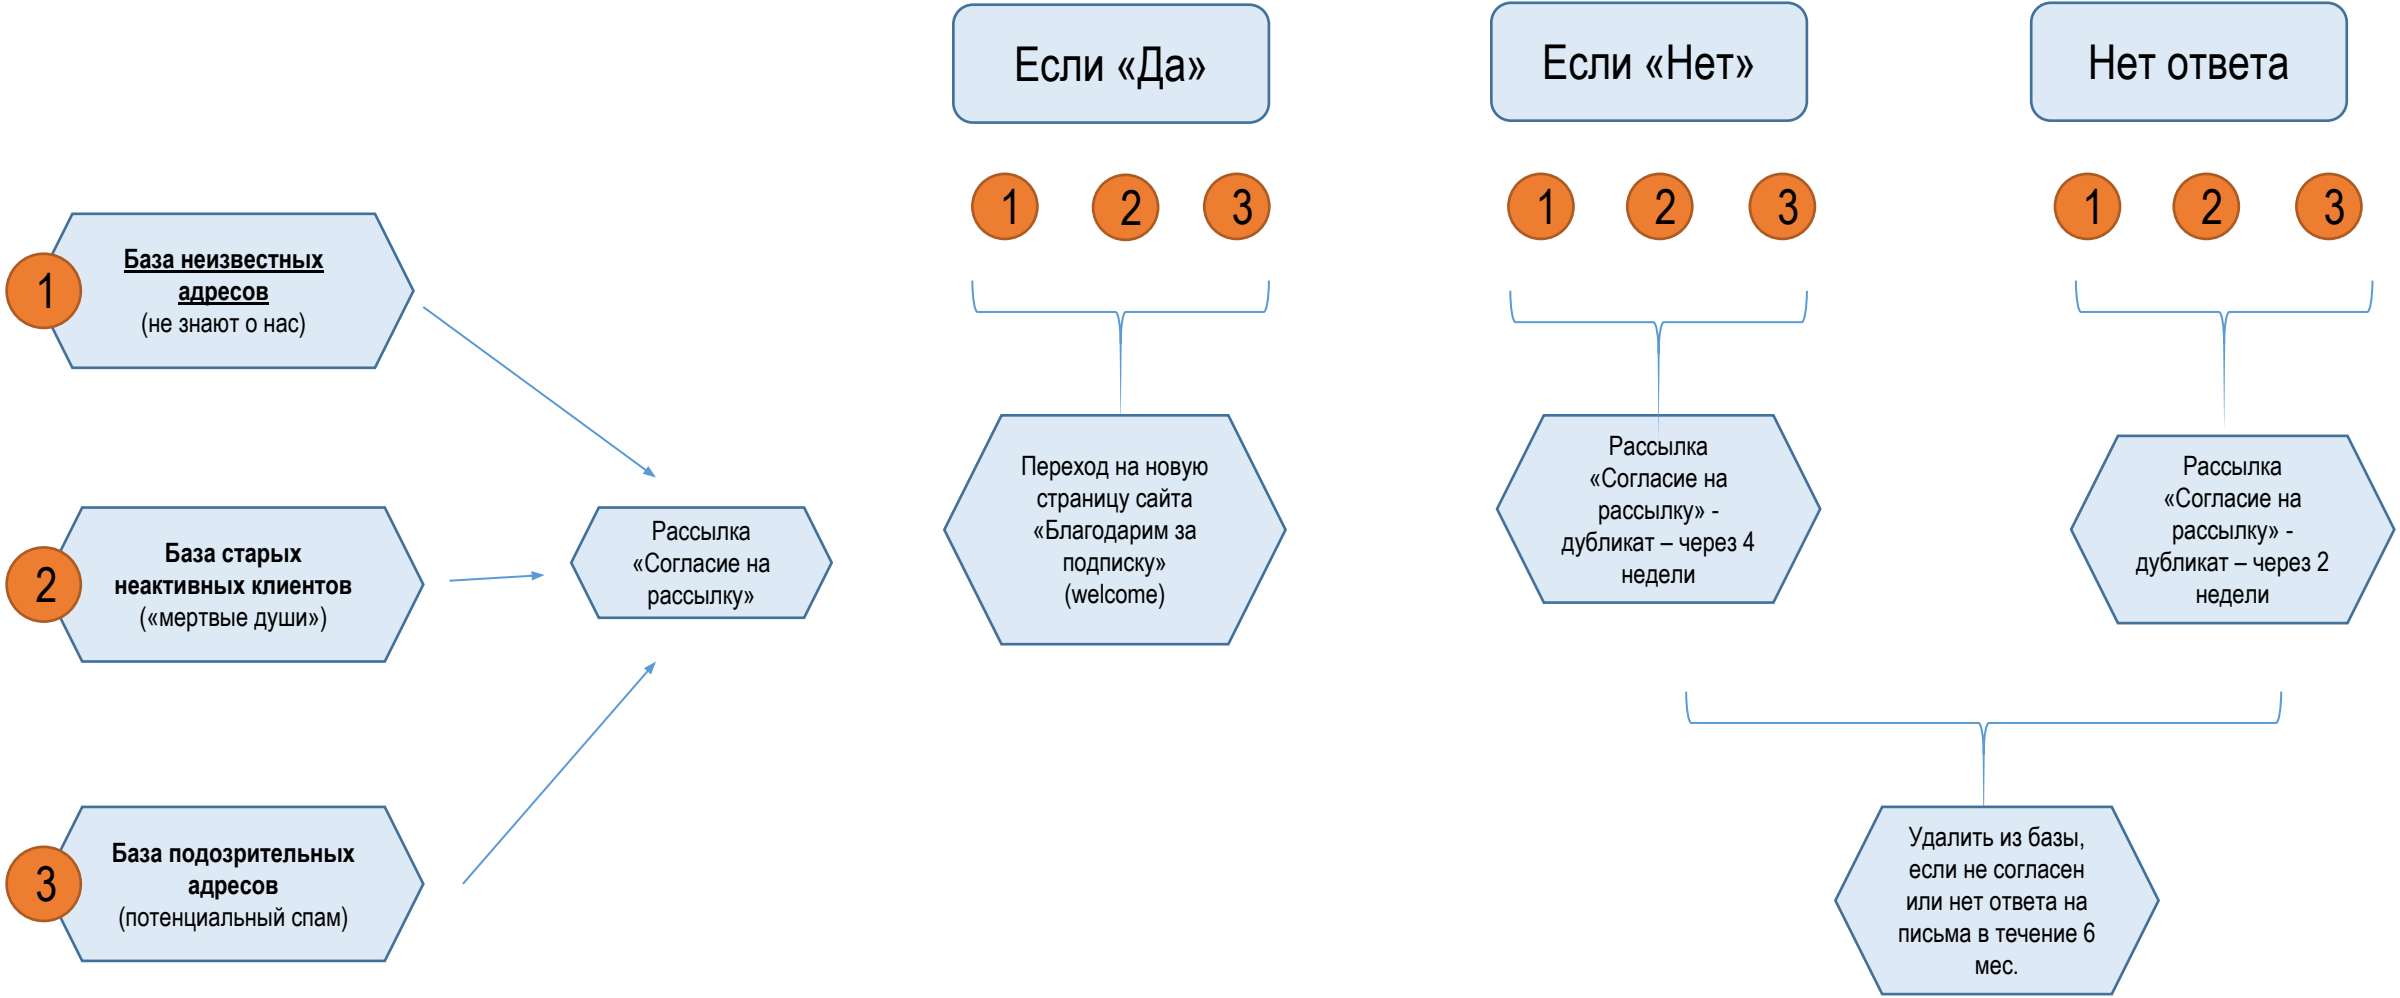 Если «Да»
Если «Нет»
Нет ответа
1 2 3
1 2 3
1 2 3
1
База неизвестных
адресов
(не знают о нас)
2
База старых
неактивных клиентов
(«мертвые души»)
3
База подозрительных
адресов
(потенциальный спам)
Рассылка
«Согласие на
рассылку»
Переход на новую
страницу сайта
«Благодарим за
подписку»
(welcome)
Рассылка
«Согласие на
рассылку» -
дубликат – через 4
недели
Рассылка
«Согласие на
рассылку» -
дубликат – через 2
недели
Удалить из базы,
если не согласен
или нет ответа на
письма в течение 6
мес.